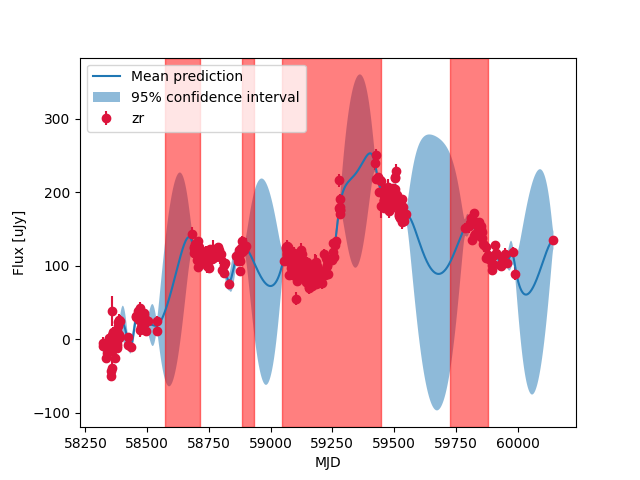 Mean prediction
95% confidence interval
zr
300
200
100
0
−100
Flux [uJy]
58250 58500 58750 59000 59250 59500 59750 60000
MJD